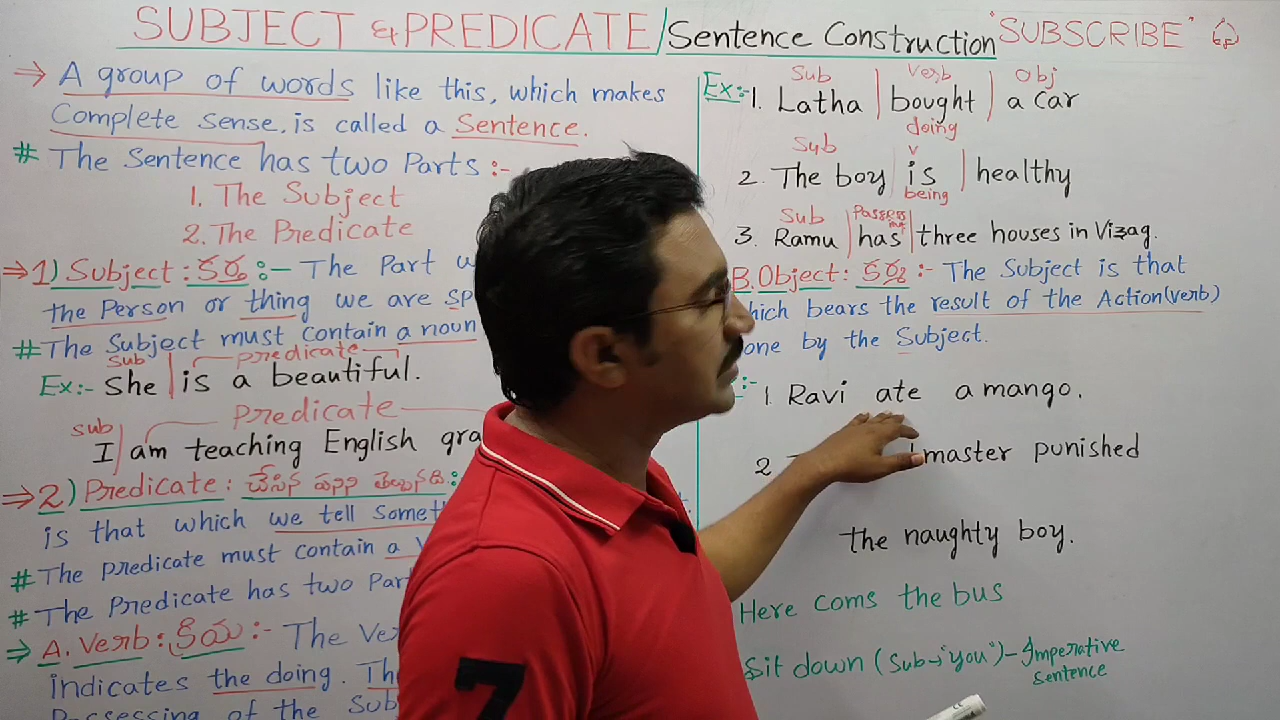 SUBJECT & PREDICATE / Sentence Construction "SUBSCRIBE"
⇒ A group of words like this, which makes
Complete Sense, is called a Sentence.
# The Sentence has two Parts :-
1. The Subject
2. The Predicate
⇒ 1) Subject : కర్త :- The Part
the Person or thing we are
# The Subject must contain a noun
sub predicate
Ex:- She | is a beautiful.
predicate
sub
I | am teaching English
⇒ 2) Predicate :
is that which we tell
# The predicate must contain a
# The Predicate has two
⇒ A. Verb : క్రియ :- The
indicates the doing.
Possessing of the
Sub Verb Obj
Ex:- 1. Latha | bought | a car
doing
Sub v
2. The boy | is | healthy
being
Sub
3. Ramu | has | three houses in Vizag.
B. Object : కర్మ :- The Subject is that
which bears the result of the Action (verb)
by the Subject.
1. Ravi ate a mango.
2 master punished
the naughty boy.
Here coms the bus
Sit down (Sub→"you") – Imperative
sentence
7